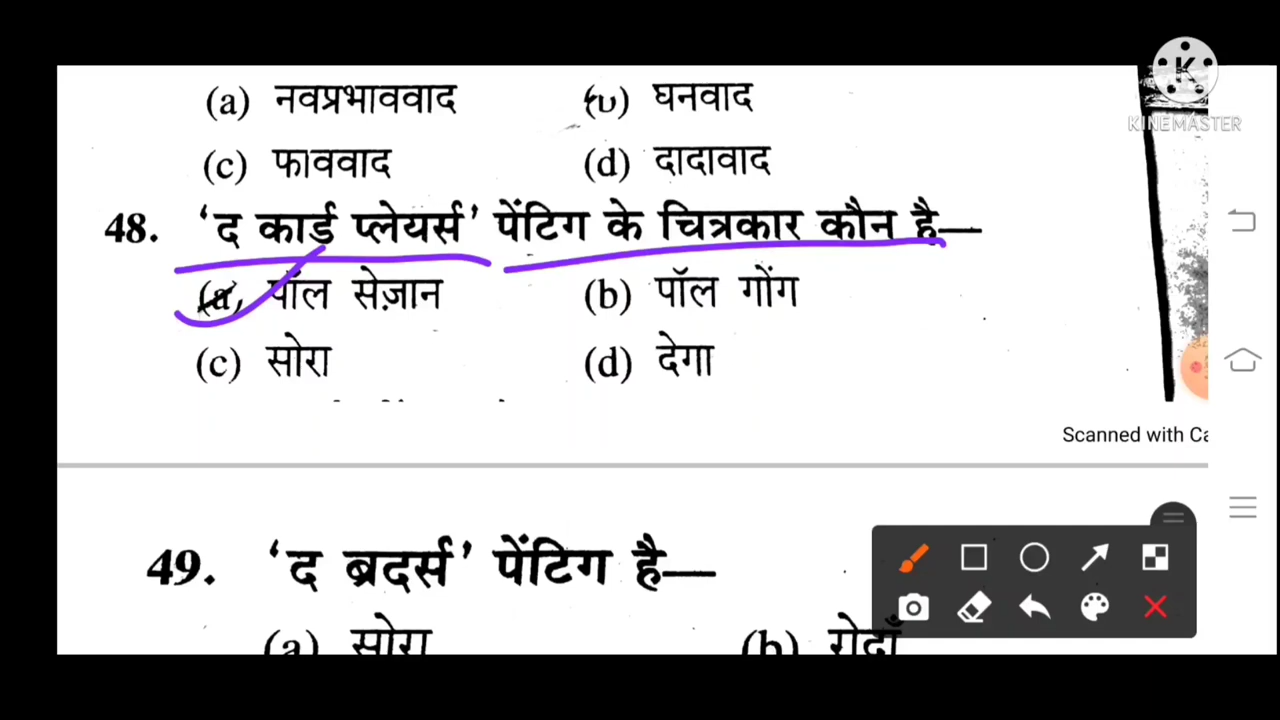 K
KINEMASTER
(a) नवप्रभाववाद (b) घनवाद
(c) फाववाद (d) दादावाद
48. ‘द कार्ड प्लेयर्स’ पेंटिग के चित्रकार कौन है—
(a) पॉल सेज़ान (b) पॉल गोंग
(c) सोरा (d) देगा
Scanned with Ca
49. ‘द ब्रदर्स’ पेंटिग है—
(a) सोरा (b) रोदाँ